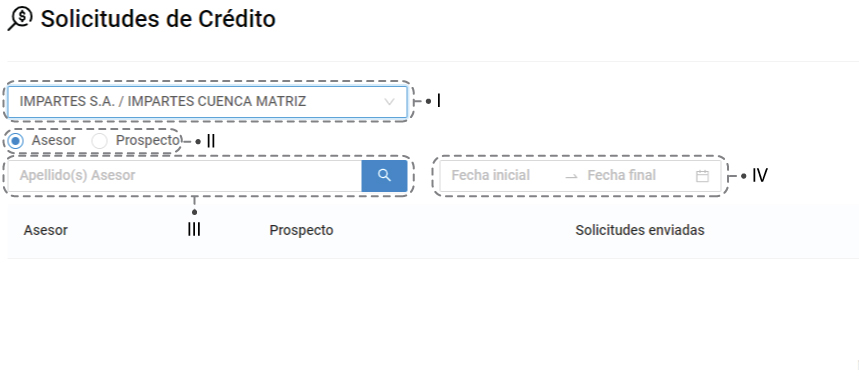 Solicitudes de Crédito
IMPARTES S.A. / IMPARTES CUENCA MATRIZ
I
Asesor Prospecto
II
Apellido(s) Asesor
Fecha inicial → Fecha final
IV
III
Asesor Prospecto Solicitudes enviadas